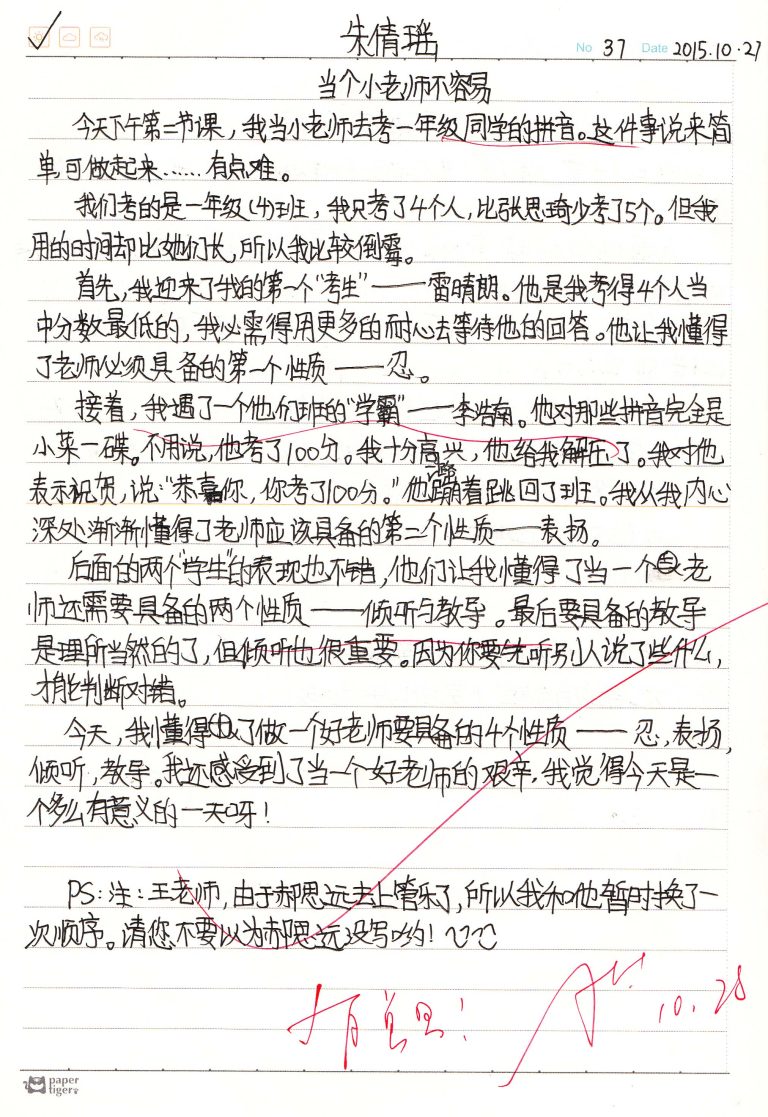 朱倩瑶
No 37 Date 2015.10.27
当个小老师不容易
今天下午第二节课，我当小老师去考一年级同学的拼音。这件事说来简
单，可做起来……有点难。
我们考的是一年级(4)班，我只考了4个人，比张思琦少考了5个。但我
用的时间却比她们长，所以我比较倒霉。
首先，我迎来了我的第一个“考生”——雷晴朗。他是我考得4个人当
中分数最低的，我必需得用更多的耐心去等待他的回答。他让我懂得
了老师必须具备的第一个性质——忍。
接着，我遇了一个他们班的“学霸”——李浩南。他对那些拼音完全是
小菜一碟。不用说，他考了100分。我十分高兴，他给我解压了。我对他
表示祝贺，说：“恭喜你，你考了100分。”他蹦着跳回了班。我从我内心
深处渐渐懂得了老师应该具备的第二个性质——表扬。
后面的两个“学生”的表现也不错，他们让我懂得了当一个老
师还需要具备的两个性质——倾听与教导。最后要具备的教导
是理所当然的了，但倾听也很重要。因为你要先听别人说了些什么，
才能判断对错。
今天，我懂得了做一个好老师要具备的4个性质——忍，表扬，
倾听，教导。我还感受到了当一个好老师的艰辛，我觉得今天是一
个多么有意义的一天呀！
PS：注：王老师，由于郝思远去上管乐了，所以我和他暂时换了一
次顺序。请您不要以为郝思远没写哟！
有意思！
10.28
paper
tiger